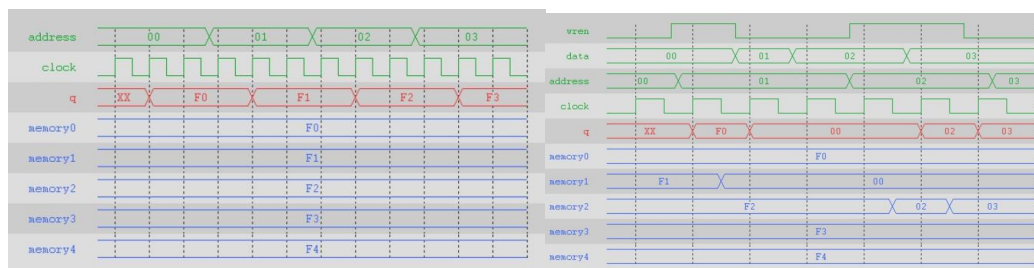 address 00 01 02 03
clock
q XX F0 F1 F2 F3
memory0 F0
memory1 F1
memory2 F2
memory3 F3
memory4 F4
wren
data 00 01 02 03
address 00 01 02 03
clock
q XX F0 00 02 03
memory0 F0
memory1 F1 00
memory2 F2 02 03
memory3 F3
memory4 F4